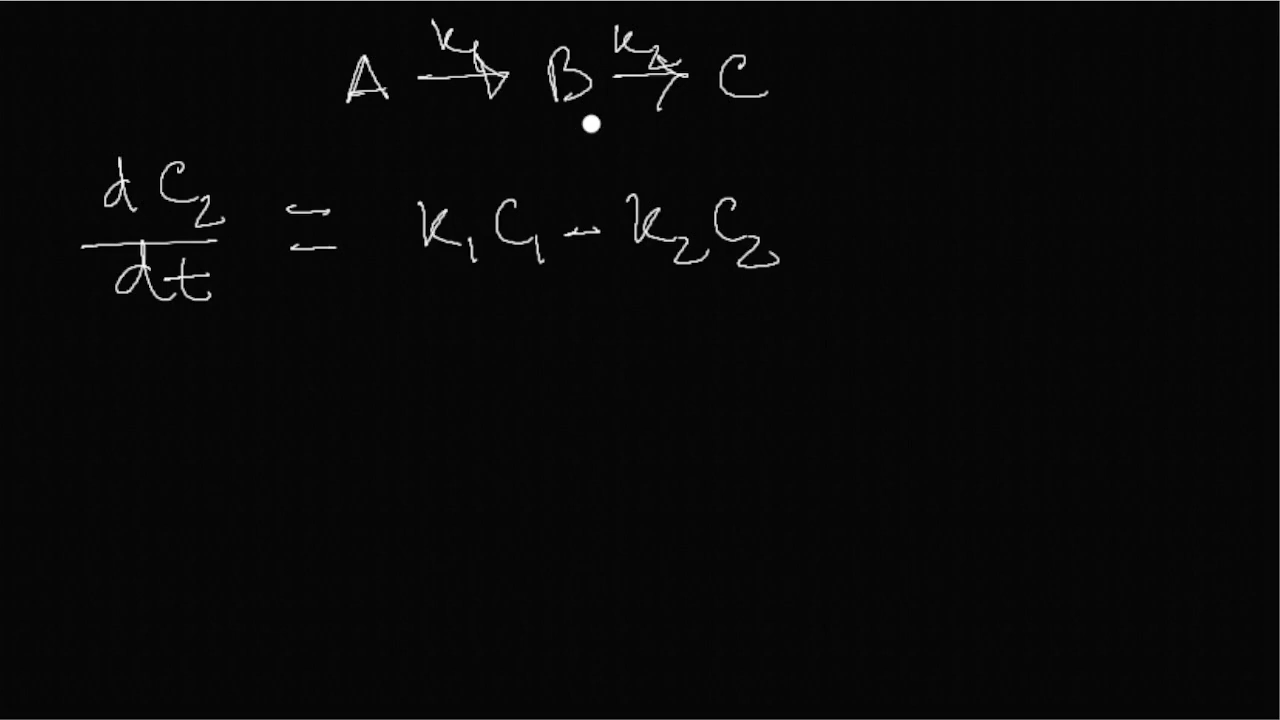 A k₁→ B k₂→ C
dC₂/dt = k₁C₁ - k₂C₂